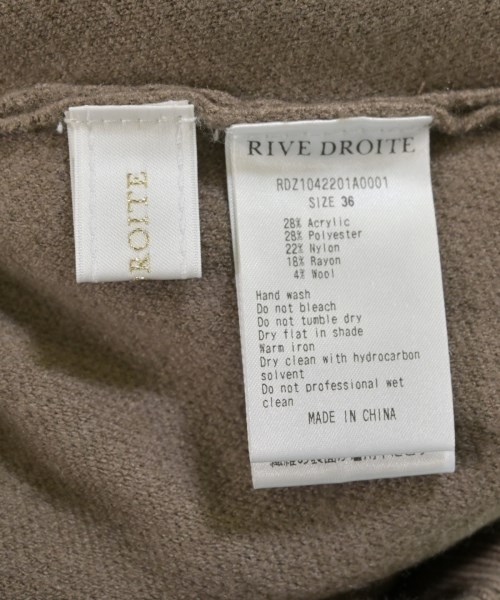 ROITE
RIVE DROITE
RDZ1042201A0001
SIZE 36
28% Acrylic
28% Polyester
22% Nylon
18% Rayon
4% Wool
Hand wash
Do not bleach
Do not tumble dry
Dry flat in shade
Warm iron
Dry clean with hydrocarbon
solvent
Do not professional wet
clean
MADE IN CHINA